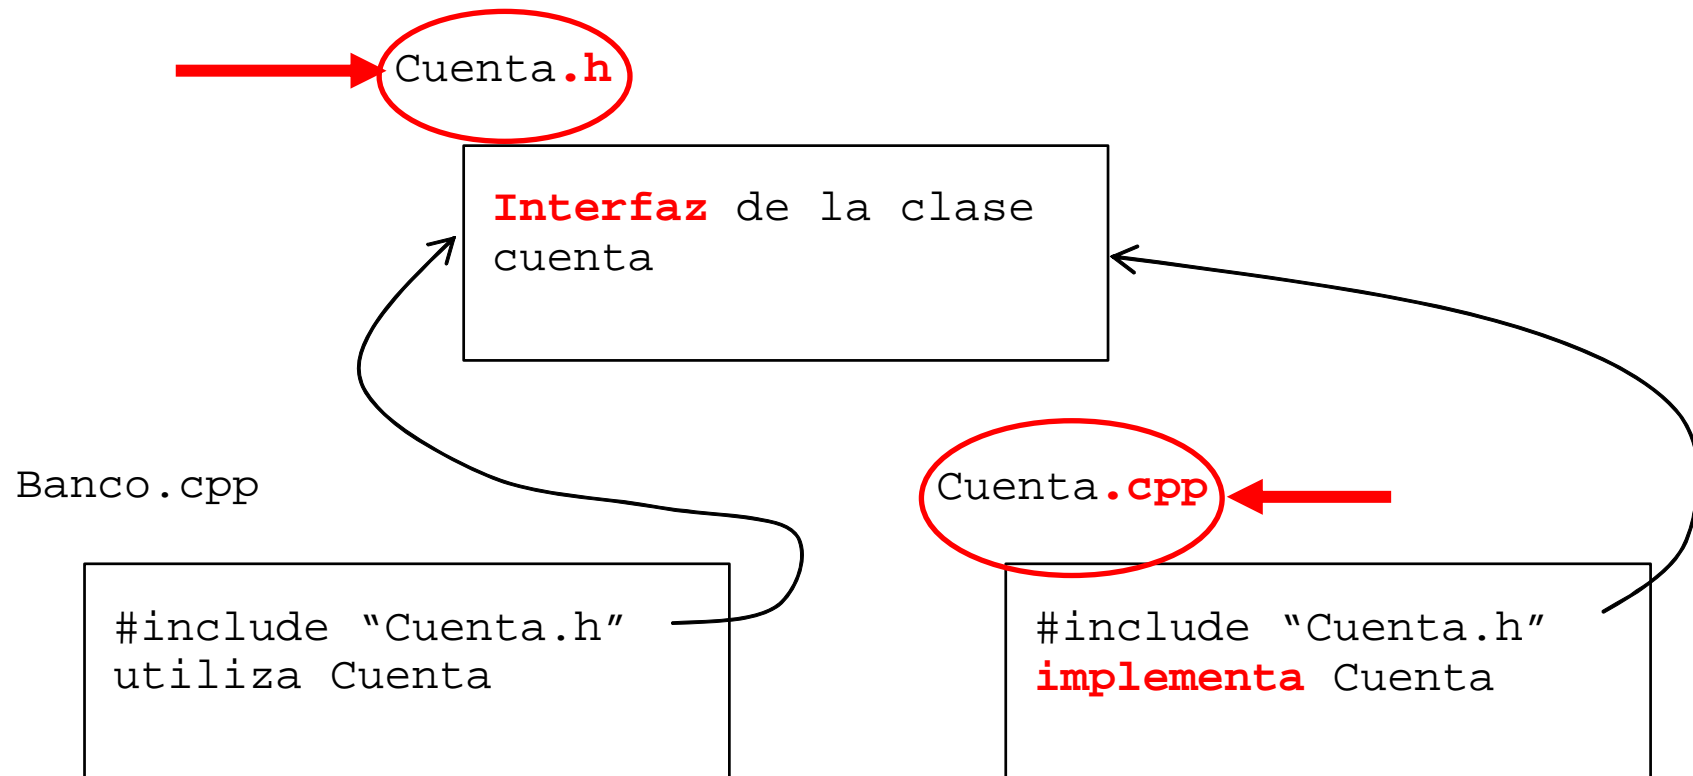 Cuenta.h
Interfaz de la clase
cuenta
Banco.cpp
#include “Cuenta.h”
utiliza Cuenta
Cuenta.cpp
#include “Cuenta.h”
implementa Cuenta